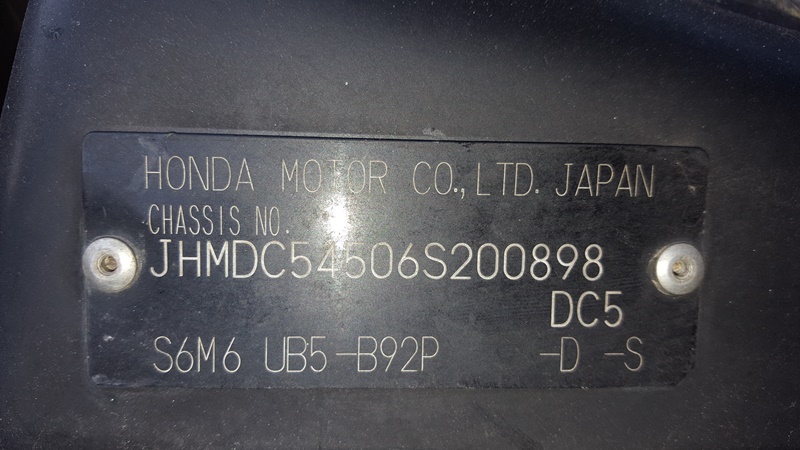 HONDA MOTOR CO., LTD. JAPAN
CHASSIS NO.
JHMDC54506S200898
DC5
S6M6 UB5-B92P -D -S